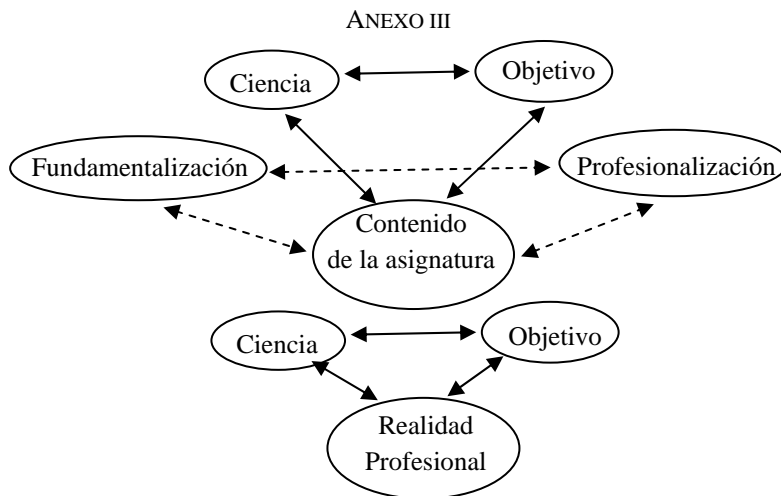 ANEXO III
Ciencia
Objetivo
Fundamentalización
Profesionalización
Contenido
de la asignatura
Ciencia
Objetivo
Realidad
Profesional